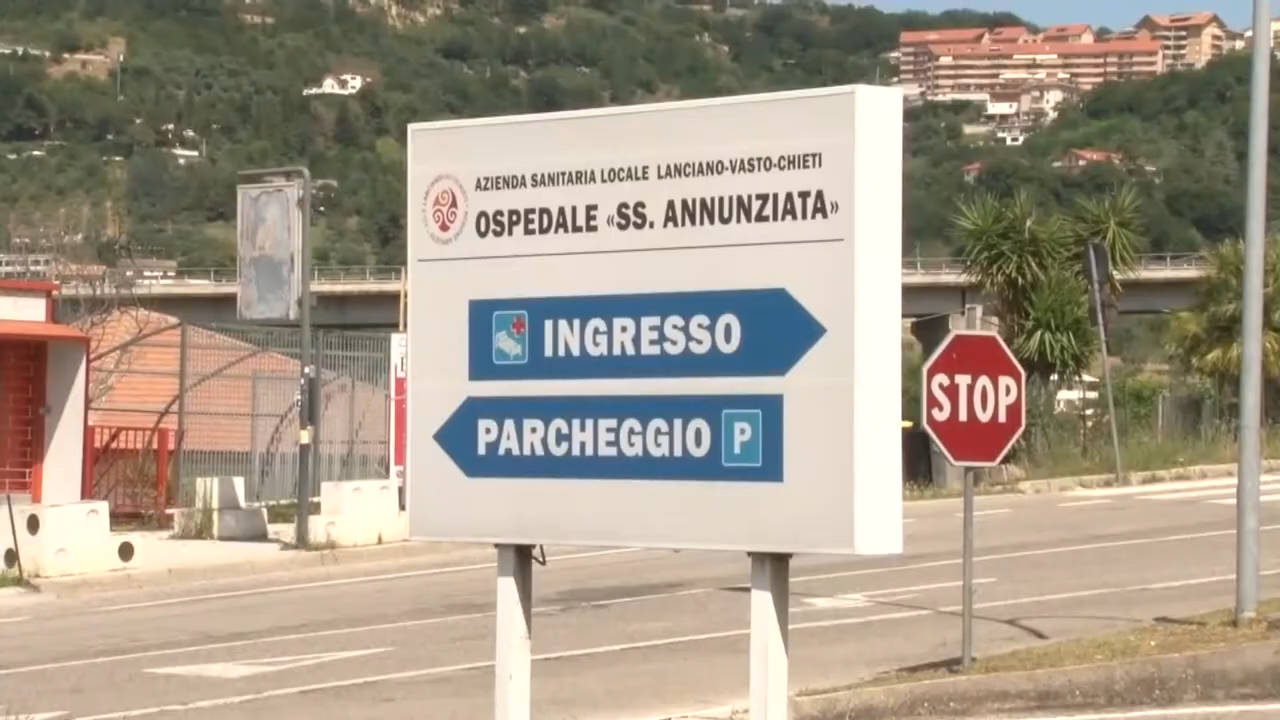 AZIENDA SANITARIA LOCALE LANCIANO-VASTO-CHIETI
OSPEDALE «SS. ANNUNZIATA»
INGRESSO
PARCHEGGIO P
STOP